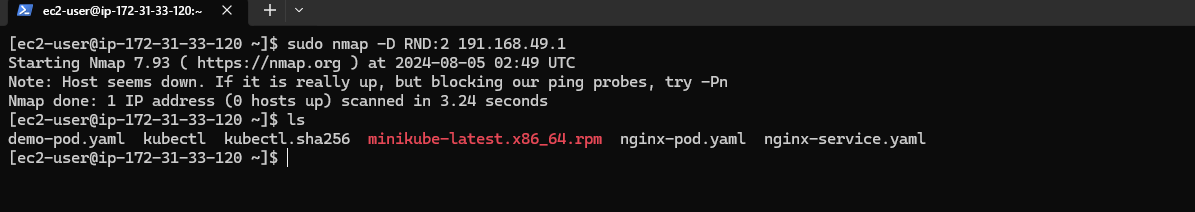 ec2-user@ip-172-31-33-120:~
[ec2-user@ip-172-31-33-120 ~]$ sudo nmap -D RND:2 191.168.49.1
Starting Nmap 7.93 ( https://nmap.org ) at 2024-08-05 02:49 UTC
Note: Host seems down. If it is really up, but blocking our ping probes, try -Pn
Nmap done: 1 IP address (0 hosts up) scanned in 3.24 seconds
[ec2-user@ip-172-31-33-120 ~]$ ls
demo-pod.yaml  kubectl  kubectl.sha256  minikube-latest.x86_64.rpm  nginx-pod.yaml  nginx-service.yaml
[ec2-user@ip-172-31-33-120 ~]$